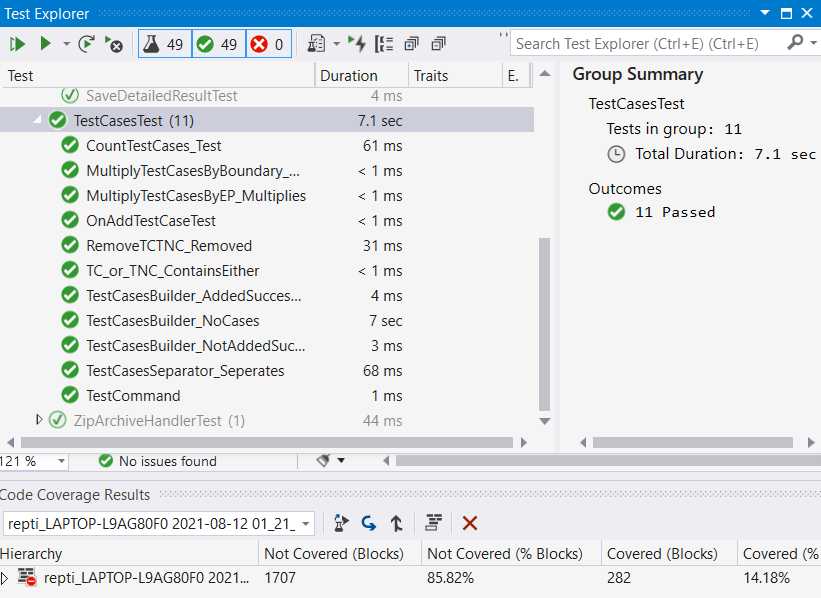 Test Explorer
49 49 0
Search Test Explorer (Ctrl+E) (Ctrl+E)
Test Duration Traits E.
SaveDetailedResultTest 4 ms
TestCasesTest (11) 7.1 sec
CountTestCases_Test 61 ms
MultiplyTestCasesByBoundary_... < 1 ms
MultiplyTestCasesByEP_Multiplies < 1 ms
OnAddTestCaseTest < 1 ms
RemoveTCTNC_Removed 31 ms
TC_or_TNC_ContainsEither < 1 ms
TestCasesBuilder_AddedSucces... 4 ms
TestCasesBuilder_NoCases 7 sec
TestCasesBuilder_NotAddedSuc... 3 ms
TestCasesSeparator_Seperates 68 ms
TestCommand 1 ms
ZipArchiveHandlerTest (1) 44 ms
Group Summary
TestCasesTest
Tests in group: 11
Total Duration: 7.1 sec
Outcomes
11 Passed
121 % No issues found
Code Coverage Results
repti_LAPTOP-L9AG80F0 2021-08-12 01_21_
Hierarchy Not Covered (Blocks) Not Covered (% Blocks) Covered (Blocks) Covered (%
repti_LAPTOP-L9AG80F0 2021... 1707 85.82% 282 14.18%